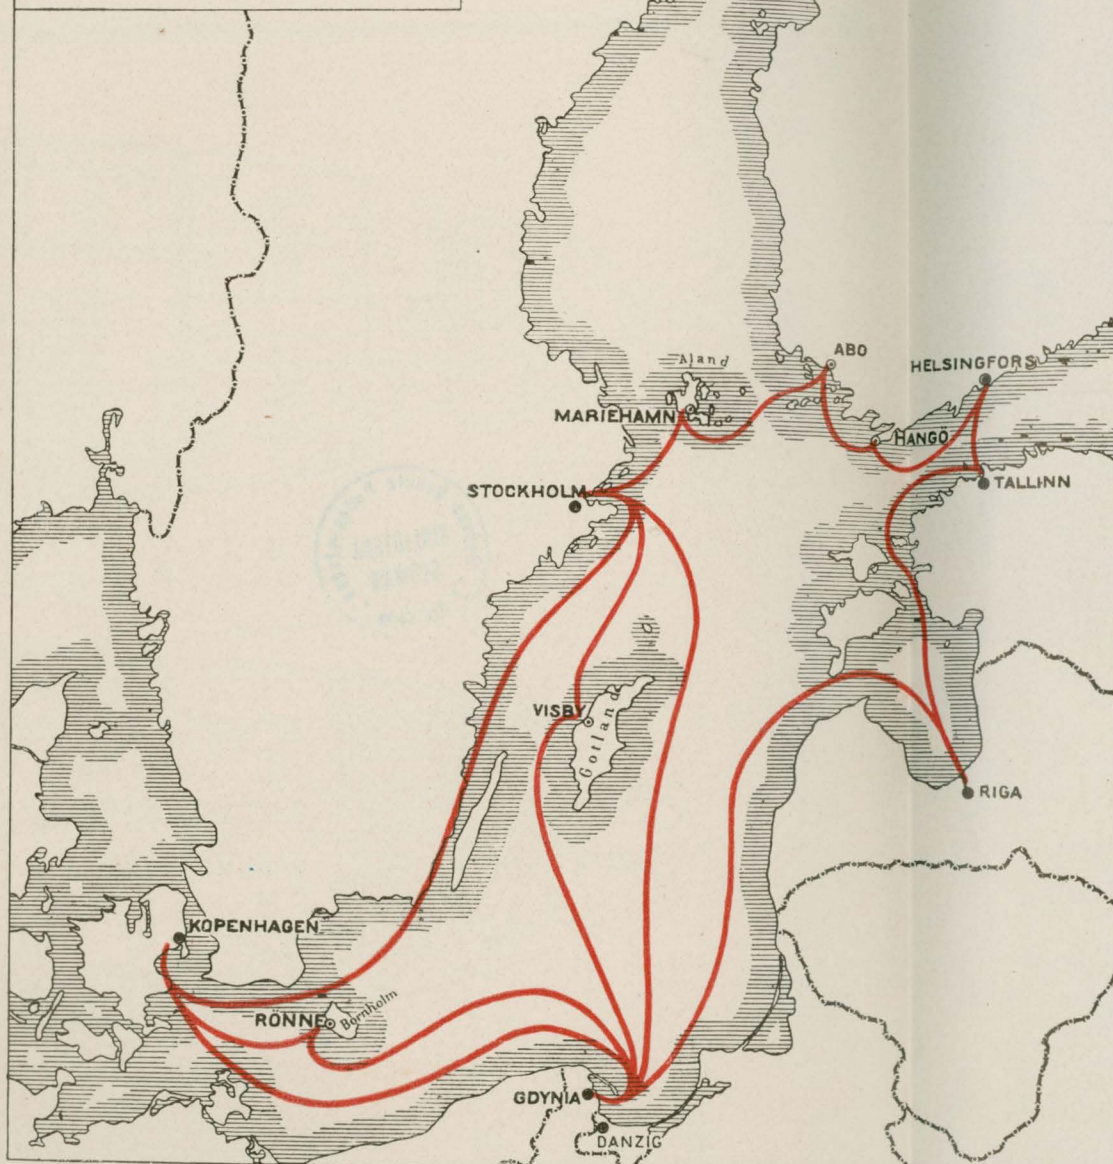 Aland
ABO
HELSINGFORS
MARIEHAMN
HANGÖ
STOCKHOLM
TALLINN
VISBY
Gotland
RIGA
KOPENHAGEN
RÖNNE
Bornholm
GDYNIA
DANZIG